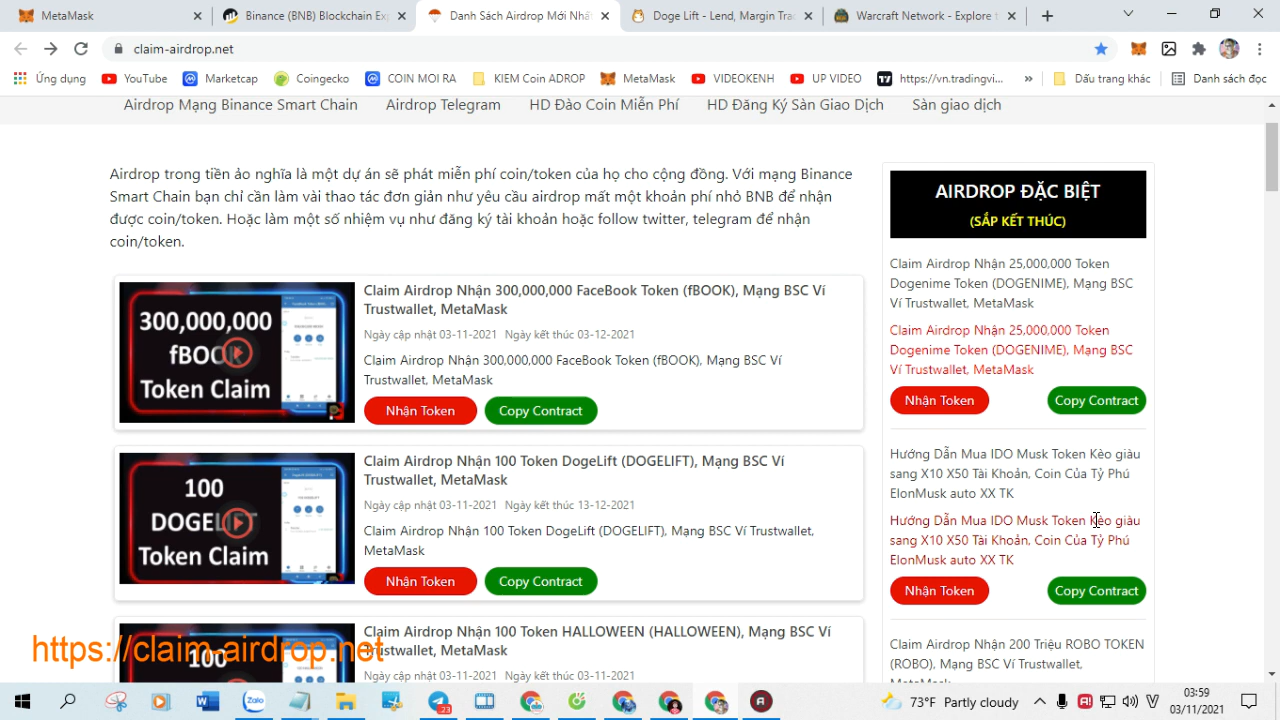 MetaMask
Binance (BNB) Blockchain Exp
Danh Sách Airdrop Mới Nhấ
Doge Lift - Lend, Margin Trad
Warcraft Network - Explore t
claim-airdrop.net
Ứng dụng
YouTube
Marketcap
Coingecko
COIN MOI RA
KIEM Coin ADROP
MetaMask
VIDEOKENH
UP VIDEO
https://vn.tradingvi...
»
Dấu trang khác
Danh sách đọc
Airdrop Mạng Binance Smart Chain
Airdrop Telegram
HD Đào Coin Miễn Phí
HD Đăng Ký Sàn Giao Dịch
Sàn giao dịch
Airdrop trong tiền ảo nghĩa là một dự án sẽ phát miễn phí coin/token của họ cho cộng đồng. Với mạng Binance
Smart Chain bạn chỉ cần làm vài thao tác đơn giản như yêu cầu airdrop mất một khoản phí nhỏ BNB để nhận
được coin/token. Hoặc làm một số nhiệm vụ như đăng ký tài khoản hoặc follow twitter, telegram để nhận
coin/token.
300,000,000
fBOOK
Token Claim
Claim Airdrop Nhận 300,000,000 FaceBook Token (fBOOK), Mạng BSC Ví
Trustwallet, MetaMask
Ngày cập nhật 03-11-2021 Ngày kết thúc 03-12-2021
Claim Airdrop Nhận 300,000,000 FaceBook Token (fBOOK), Mạng BSC Ví
Trustwallet, MetaMask
Nhận Token
Copy Contract
100
DOGELIFT
Token Claim
Claim Airdrop Nhận 100 Token DogeLift (DOGELIFT), Mạng BSC Ví
Trustwallet, MetaMask
Ngày cập nhật 03-11-2021 Ngày kết thúc 13-12-2021
Claim Airdrop Nhận 100 Token DogeLift (DOGELIFT), Mạng BSC Ví Trustwallet,
MetaMask
Nhận Token
Copy Contract
100
Claim Airdrop Nhận 100 Token HALLOWEEN (HALLOWEEN), Mạng BSC Ví
Trustwallet, MetaMask
Ngày cập nhật 03-11-2021 Ngày kết thúc 03-11-2021
https://claim-airdrop.net
AIRDROP ĐẶC BIỆT
(SẮP KẾT THÚC)
Claim Airdrop Nhận 25,000,000 Token
Dogenime Token (DOGENIME), Mạng BSC
Ví Trustwallet, MetaMask
Claim Airdrop Nhận 25,000,000 Token
Dogenime Token (DOGENIME), Mạng BSC
Ví Trustwallet, MetaMask
Nhận Token
Copy Contract
Hướng Dẫn Mua IDO Musk Token Kèo giàu
sang X10 X50 Tài Khoản, Coin Của Tỷ Phú
ElonMusk auto XX TK
Hướng Dẫn Mua IDO Musk Token Kèo giàu
sang X10 X50 Tài Khoản, Coin Của Tỷ Phú
ElonMusk auto XX TK
Nhận Token
Copy Contract
Claim Airdrop Nhận 200 Triệu ROBO TOKEN
(ROBO), Mạng BSC Ví Trustwallet,
MetaMask
Zalo
23
73°F Partly cloudy
03:59
03/11/2021